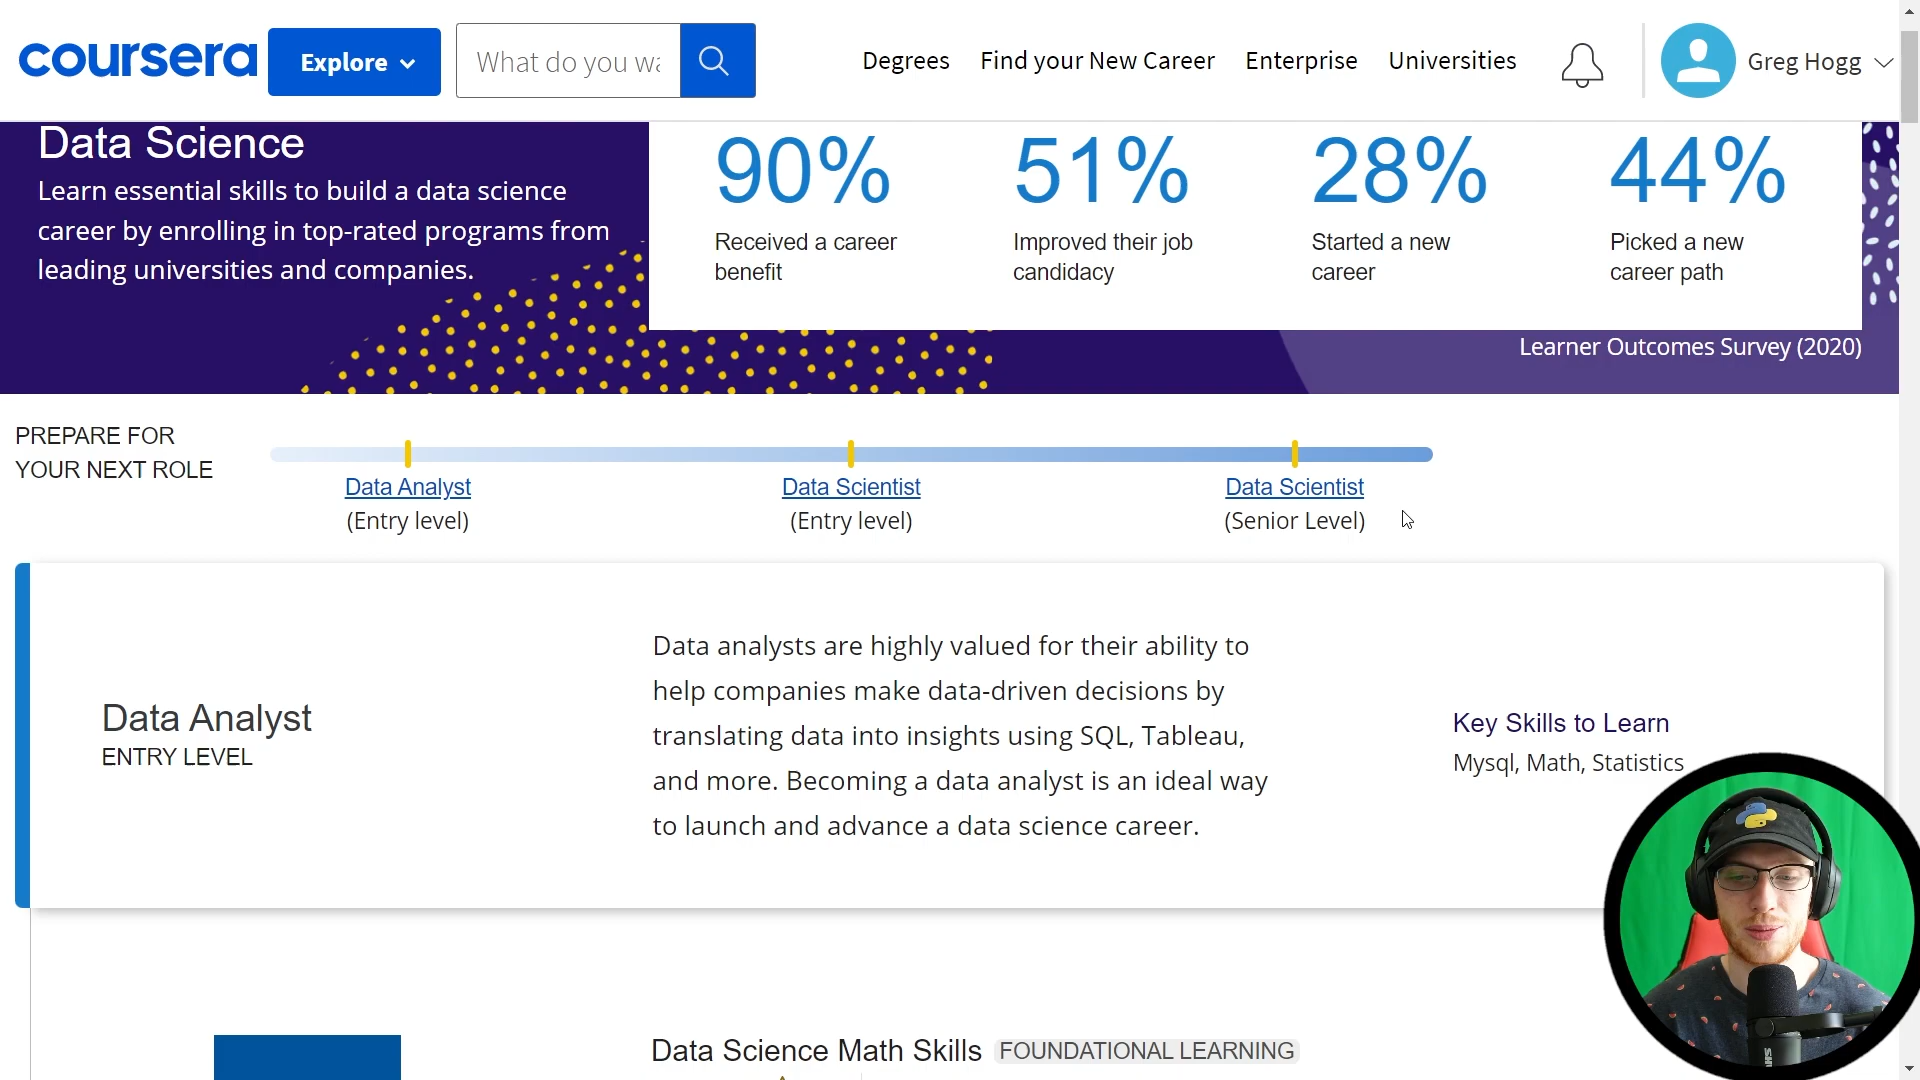 coursera
Explore
What do you wa
Degrees
Find your New Career
Enterprise
Universities
Greg Hogg
Data Science
Learn essential skills to build a data science
career by enrolling in top-rated programs from
leading universities and companies.
90%
Received a career
benefit
51%
Improved their job
candidacy
28%
Started a new
career
44%
Picked a new
career path
Learner Outcomes Survey (2020)
PREPARE FOR
YOUR NEXT ROLE
Data Analyst
(Entry level)
Data Scientist
(Entry level)
Data Scientist
(Senior Level)
Data Analyst
ENTRY LEVEL
Data analysts are highly valued for their ability to
help companies make data-driven decisions by
translating data into insights using SQL, Tableau,
and more. Becoming a data analyst is an ideal way
to launch and advance a data science career.
Key Skills to Learn
Mysql, Math, Statistics
Data Science Math Skills FOUNDATIONAL LEARNING